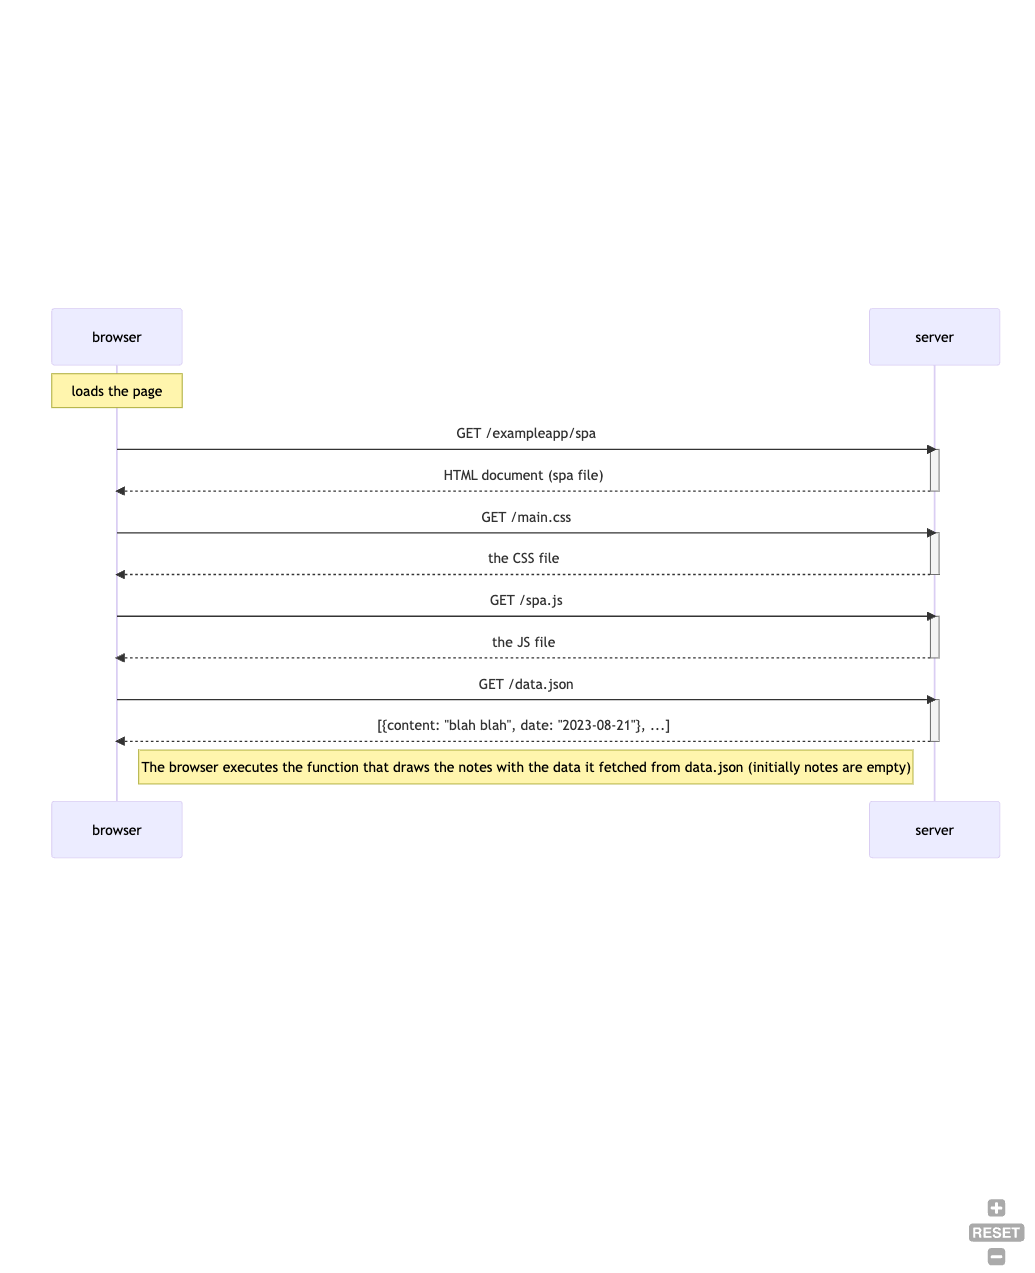 browser
server
loads the page
GET /exampleapp/spa
HTML document (spa file)
GET /main.css
the CSS file
GET /spa.js
the JS file
GET /data.json
[{content: "blah blah", date: "2023-08-21"}, ...]
The browser executes the function that draws the notes with the data it fetched from data.json (initially notes are empty)
browser
server
RESET